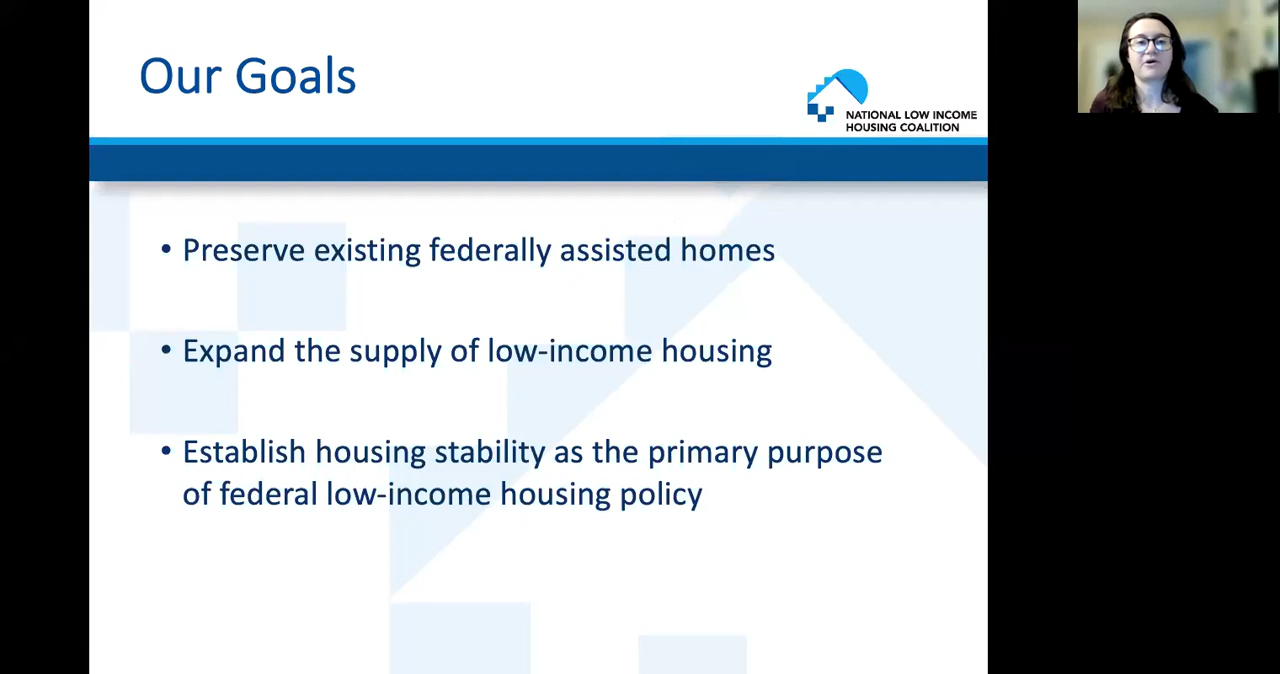 Our Goals
NATIONAL LOW INCOME
HOUSING COALITION
• Preserve existing federally assisted homes
• Expand the supply of low-income housing
• Establish housing stability as the primary purpose
of federal low-income housing policy